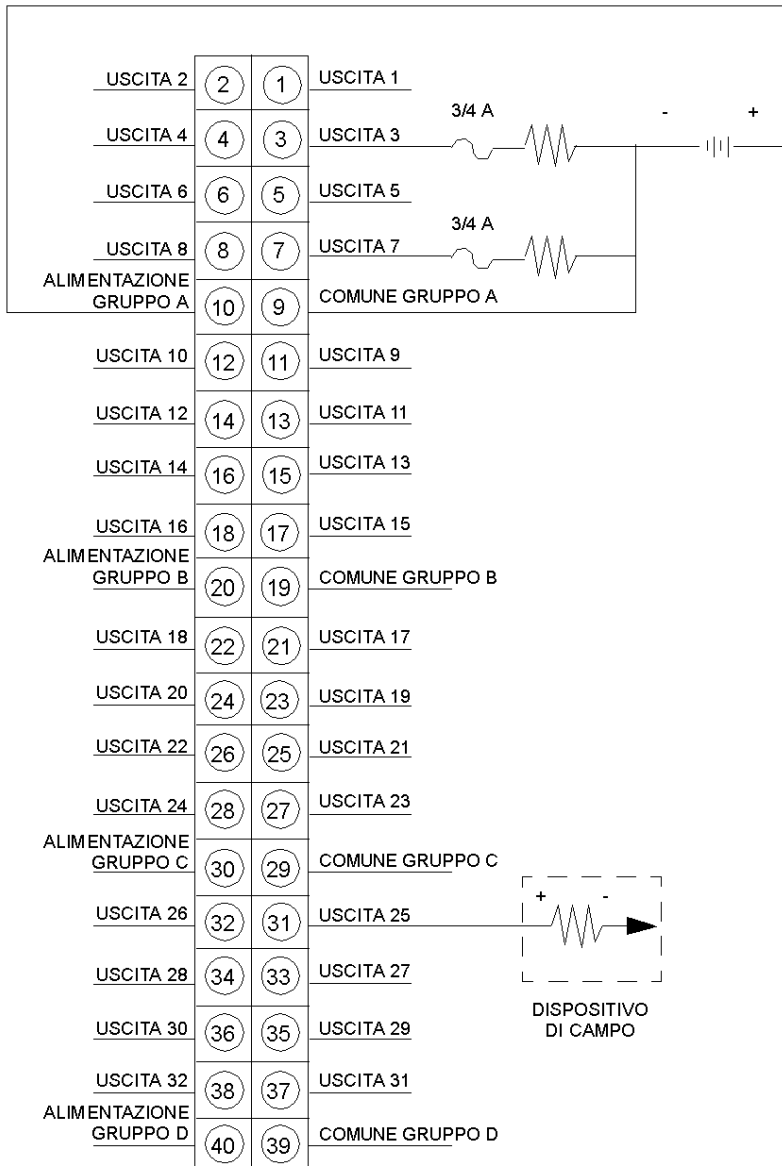 USCITA 2 2 1 USCITA 1
3/4 A - +
USCITA 4 4 3 USCITA 3
USCITA 6 6 5 USCITA 5
3/4 A
USCITA 8 8 7 USCITA 7
ALIMENTAZIONE
GRUPPO A 10 9 COMUNE GRUPPO A
USCITA 10 12 11 USCITA 9
USCITA 12 14 13 USCITA 11
USCITA 14 16 15 USCITA 13
USCITA 16 18 17 USCITA 15
ALIMENTAZIONE
GRUPPO B 20 19 COMUNE GRUPPO B
USCITA 18 22 21 USCITA 17
USCITA 20 24 23 USCITA 19
USCITA 22 26 25 USCITA 21
USCITA 24 28 27 USCITA 23
ALIMENTAZIONE
GRUPPO C 30 29 COMUNE GRUPPO C
+ -
USCITA 26 32 31 USCITA 25
USCITA 28 34 33 USCITA 27
DISPOSITIVO
DI CAMPO
USCITA 30 36 35 USCITA 29
USCITA 32 38 37 USCITA 31
ALIMENTAZIONE
GRUPPO D 40 39 COMUNE GRUPPO D